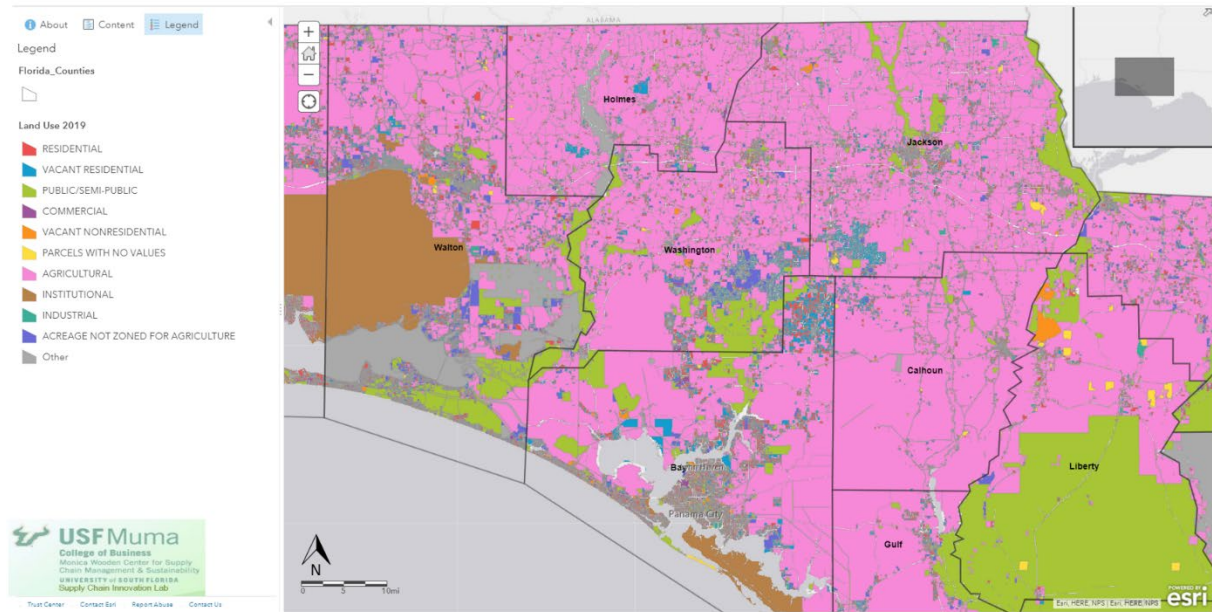 About Content Legend
Legend
Florida_Counties
Land Use 2019
RESIDENTIAL
VACANT RESIDENTIAL
PUBLIC/SEMI-PUBLIC
COMMERCIAL
VACANT NONRESIDENTIAL
PARCELS WITH NO VALUES
AGRICULTURAL
INSTITUTIONAL
INDUSTRIAL
ACREAGE NOT ZONED FOR AGRICULTURE
Other
USF Muma
College of Business
Monica Wooden Center for Supply
Chain Management & Sustainability
UNIVERSITY of SOUTH FLORIDA
Supply Chain Innovation Lab
Trust Center Contact Esri Report Abuse Contact Us
ALABAMA
Holmes
Jackson
Walton
Washington
Calhoun
Bay
Liberty
Panama City
Gulf
N
0 5 10mi
Esri, HERE, NPS | Esri, HERE, NPS
POWERED BY
esri